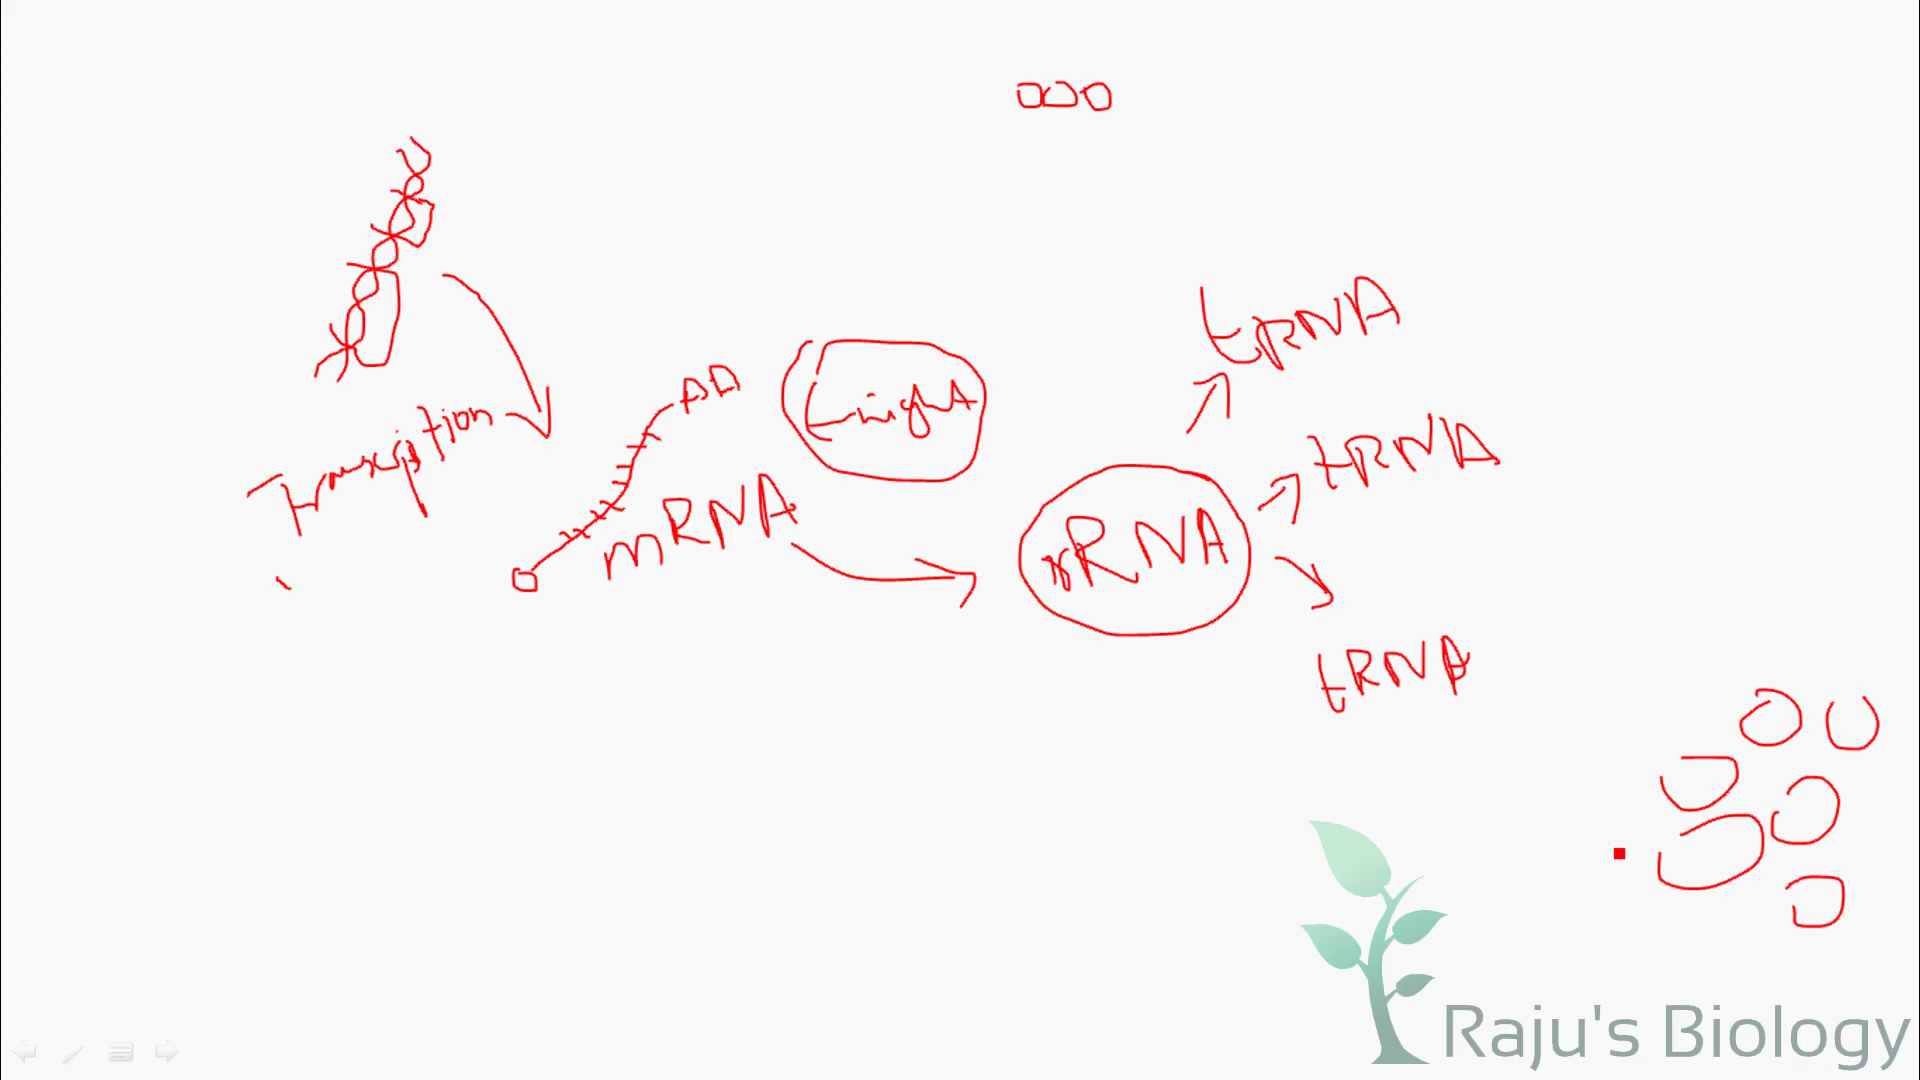 tRNA
AA
Transcription
tRNA
mRNA
rRNA
tRNA
Raju's Biology